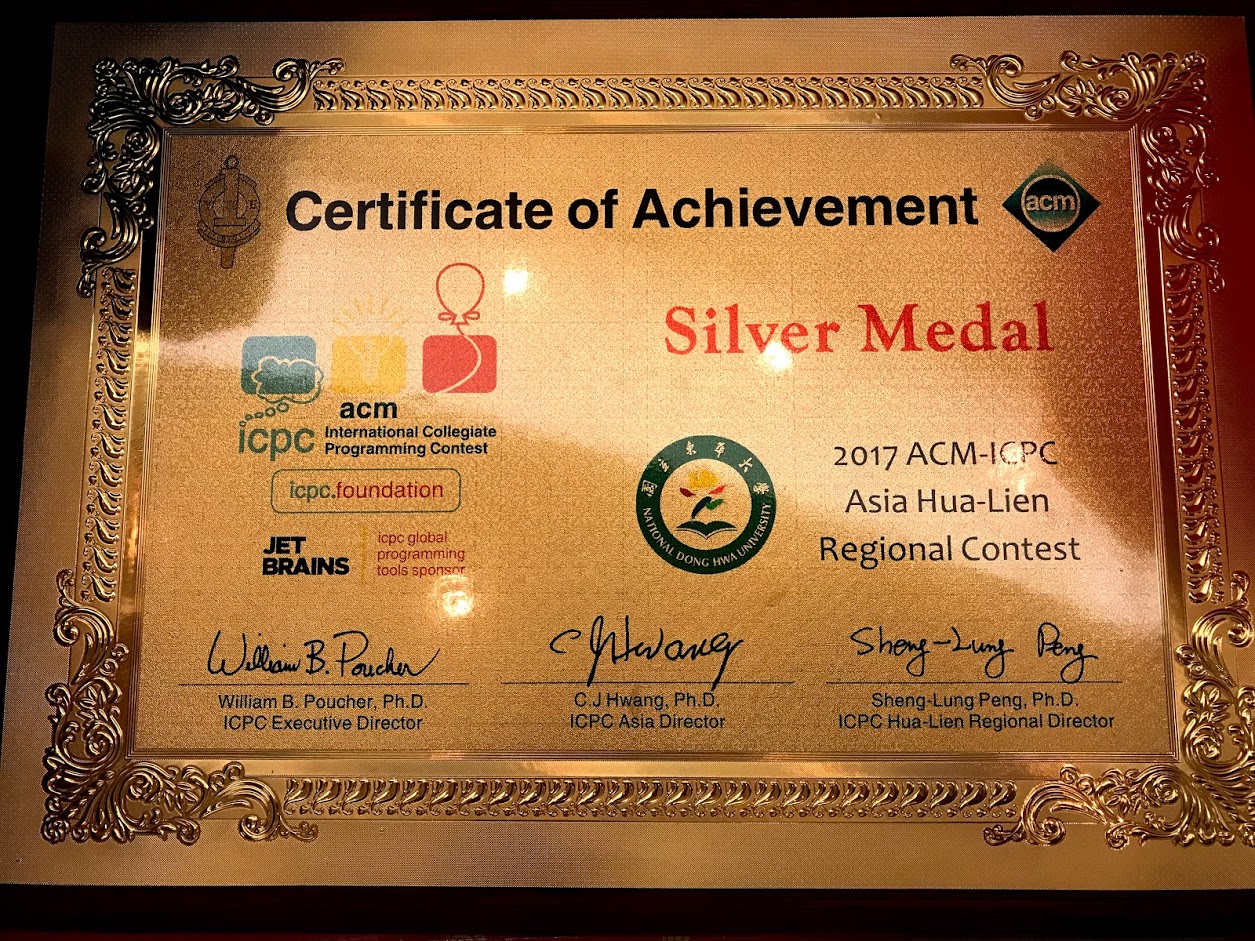 Certificate of Achievement
acm
Silver Medal
acm
icpc International Collegiate
Programming Contest
icpc.foundation
JET
BRAINS
icpc global
programming
tools sponsor
國立東華大學
NATIONAL DONG HWA UNIVERSITY
2017 ACM-ICPC
Asia Hua-Lien
Regional Contest
William B. Poucher
C J Hwang
Sheng-Lung Peng
William B. Poucher, Ph.D.
ICPC Executive Director
C.J Hwang, Ph.D.
ICPC Asia Director
Sheng-Lung Peng, Ph.D.
ICPC Hua-Lien Regional Director